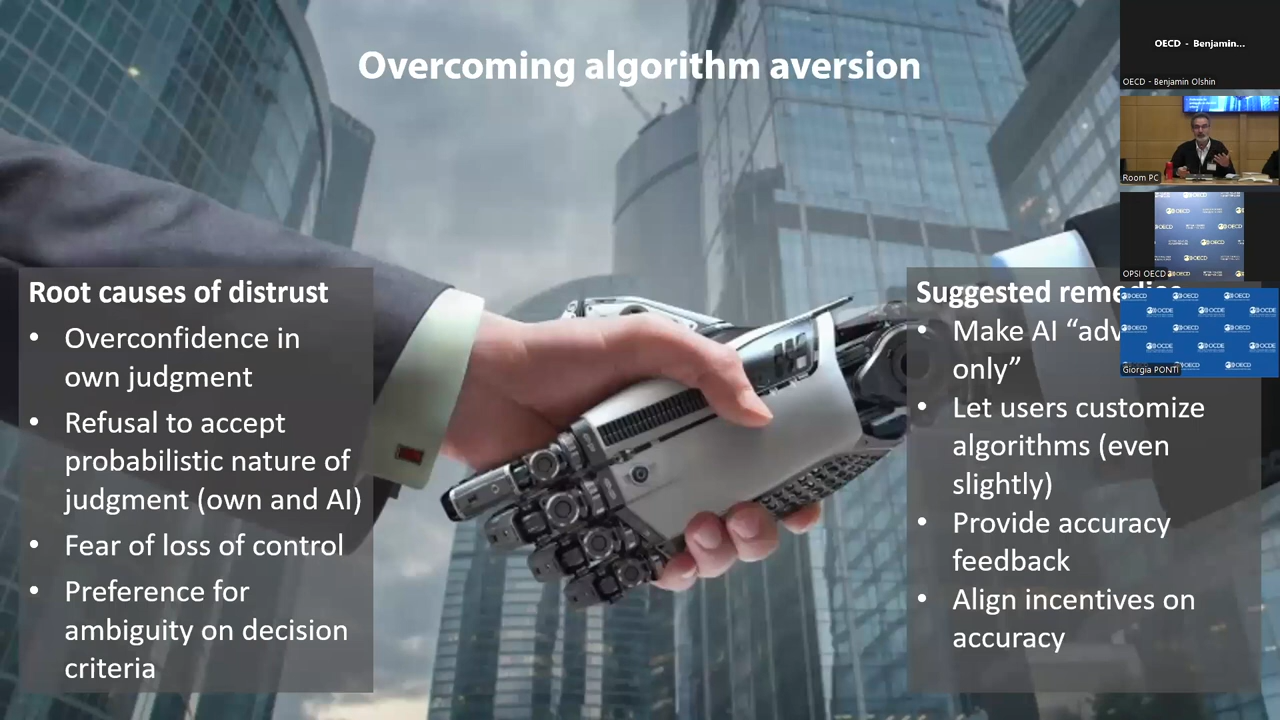 Overcoming algorithm aversion
Root causes of distrust
• Overconfidence in
own judgment
• Refusal to accept
probabilistic nature of
judgment (own and AI)
• Fear of loss of control
• Preference for
ambiguity on decision
criteria
Suggested
• Make AI
only”
• Let users customize
algorithms (even
slightly)
• Provide accuracy
feedback
• Align incentives on
accuracy
OECD - Benjamin...
OECD - Benjamin Olshin
Room PC
OPSI OECD
Giorgia PONTI